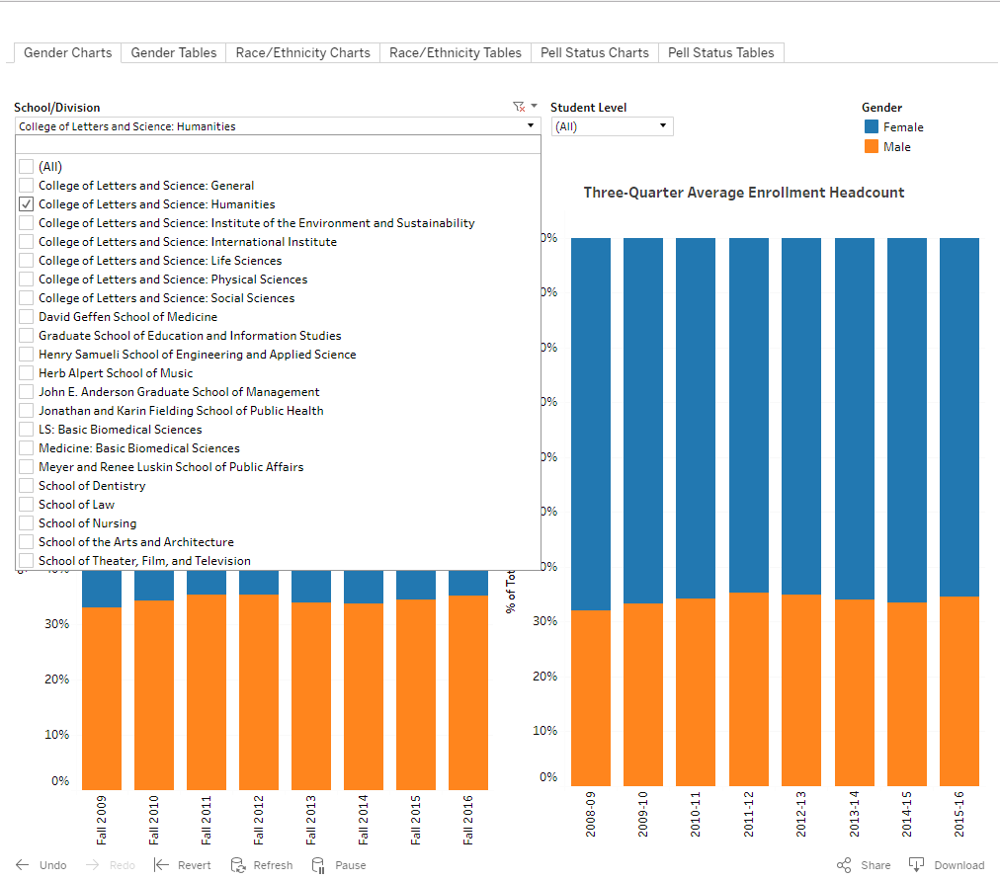 Gender Charts Gender Tables Race/Ethnicity Charts Race/Ethnicity Tables Pell Status Charts Pell Status Tables
School/Division
College of Letters and Science: Humanities
(All)
College of Letters and Science: General
College of Letters and Science: Humanities
College of Letters and Science: Institute of the Environment and Sustainability
College of Letters and Science: International Institute
College of Letters and Science: Life Sciences
College of Letters and Science: Physical Sciences
College of Letters and Science: Social Sciences
David Geffen School of Medicine
Graduate School of Education and Information Studies
Henry Samueli School of Engineering and Applied Science
Herb Alpert School of Music
John E. Anderson Graduate School of Management
Jonathan and Karin Fielding School of Public Health
LS: Basic Biomedical Sciences
Medicine: Basic Biomedical Sciences
Meyer and Renee Luskin School of Public Affairs
School of Dentistry
School of Law
School of Nursing
School of the Arts and Architecture
School of Theater, Film, and Television
Student Level
(All)
Gender
Female
Male
Three-Quarter Average Enrollment Headcount
30%
20%
10%
0%
Fall 2009
Fall 2010
Fall 2011
Fall 2012
Fall 2013
Fall 2014
Fall 2015
Fall 2016
% of Tot
0%
0%
0%
0%
0%
0%
0%
30%
20%
10%
0%
2008-09
2009-10
2010-11
2011-12
2012-13
2013-14
2014-15
2015-16
Undo Redo Revert Refresh Pause Share Download